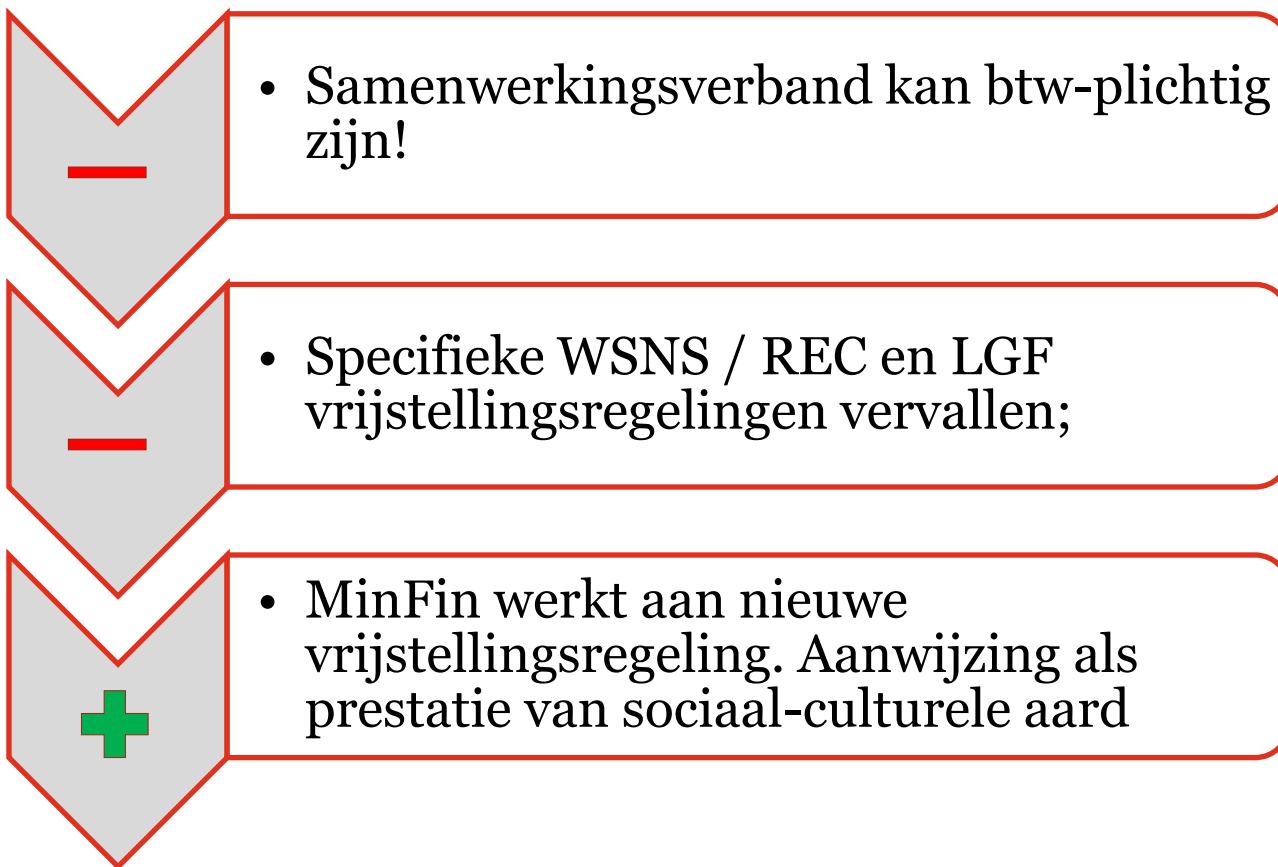 • Samenwerkingsverband kan btw-plichtig
zijn!
• Specifieke WSNS / REC en LGF
vrijstellingsregelingen vervallen;
• MinFin werkt aan nieuwe
vrijstellingsregeling. Aanwijzing als
prestatie van sociaal-culturele aard